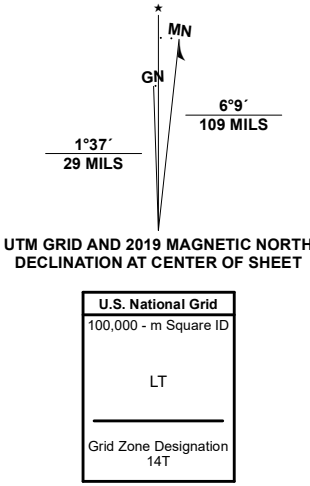 MN
GN
6°9´
109 MILS
1°37´
29 MILS
UTM GRID AND 2019 MAGNETIC NORTH
DECLINATION AT CENTER OF SHEET
U.S. National Grid
100,000 - m Square ID
LT
Grid Zone Designation
14T